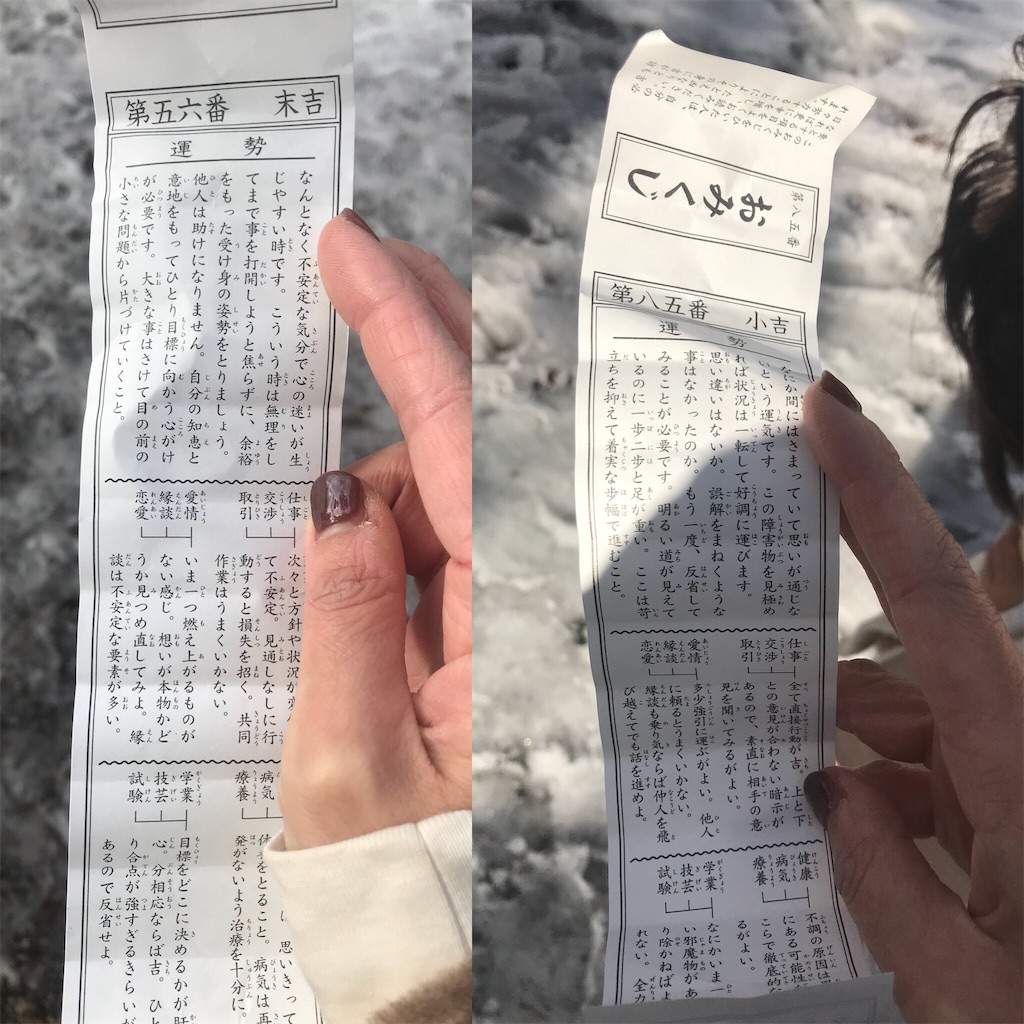 第五六番 末吉
運勢
なんとなく不安定な気分で心の迷いが生
じやすい時です。こういう時は無理をし
てまで事を打開しようと焦らずに、余裕
をもった受け身の姿勢をとりましょう。
他人は助けになりません。自分の知恵と
意地をもってひとり目標に向かう心がけ
が必要です。大きな事はさけて目の前の
小さな問題から片づけていくこと。
仕事
交渉
取引
次々と方針や状況が
て不安定。見通しなしに行
動すると損失を招く。共同
作業はうまくいかない。
愛情
縁談
恋愛
いま一つ燃え上がるものが
ない感じ。想いが本物かど
うか見つめ直してみよ。縁
談は不安定な要素が多い。
病気
療養
思いきって
をとること。病気は再
発がないよう治療を十分に。
学業
技芸
試験
目標をどこに決めるかが肝
心。分相応ならば吉。ひと
り合点が強すぎるきらいが
あるので反省せよ。
このおみくじをひいた人は、自分の必
第八五番
おみくじ
第八五番 小吉
運勢
なにか間にはさまっていて思いが通じな
いという運気です。この障害物を見極め
れば状況は一転して好調に運びます。
思い違いはないか。誤解をまねくような
事はなかったのか。もう一度、反省して
みることが必要です。明るい道が見えて
いるのに一歩二歩と足が重い。ここは苛
立ちを抑えて着実な歩幅で進むこと。
仕事
交渉
取引
全て直接行動が吉。上と下
との意見が合わない暗示が
あるので、素直に相手の意
見を聞いてみるがよい。
愛情
縁談
恋愛
多少強引に運ぶがよい。他人
に頼るとうまくいかない。
縁談も乗り気ならば仲人を飛
び越えてでも話を進めよ。
健康
病気
療養
不調の原因は
にある可能性
こらで徹底的な
るがよい。
学業
技芸
試験
なにかいま一
い邪魔物があ
り除かねばよ
れない。全力